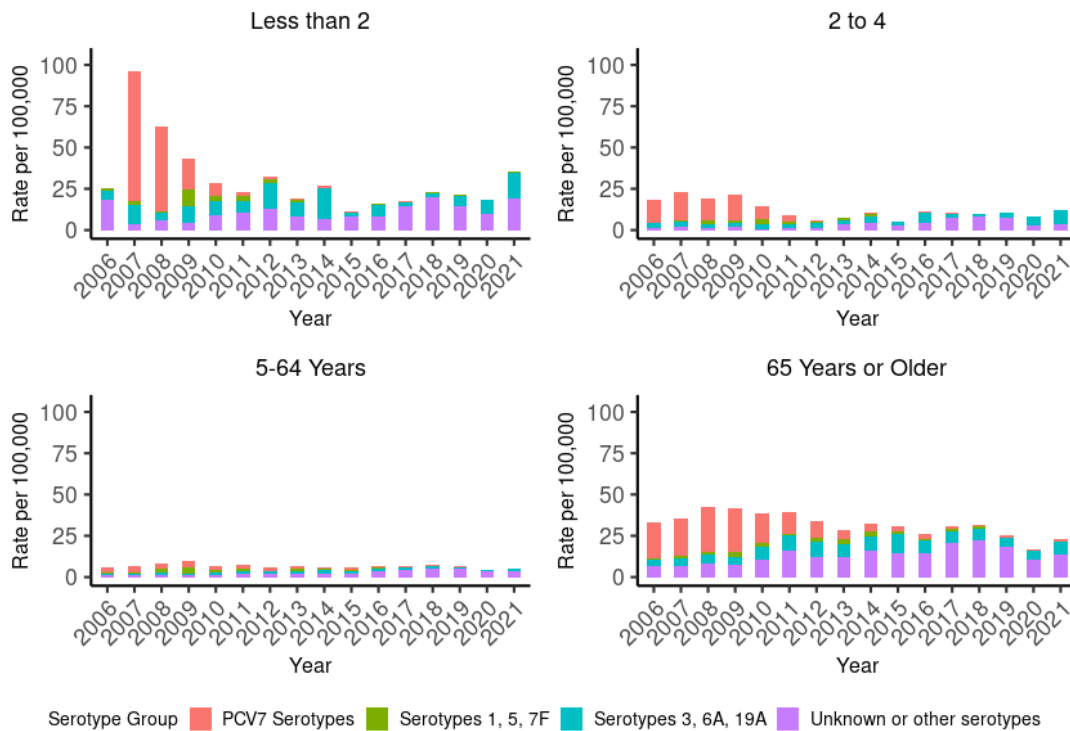 Less than 2
Rate per 100,000
100
75
50
25
0
2006 2007 2008 2009 2010 2011 2012 2013 2014 2015 2016 2017 2018 2019 2020 2021
Year
2 to 4
Rate per 100,000
100
75
50
25
0
2006 2007 2008 2009 2010 2011 2012 2013 2014 2015 2016 2017 2018 2019 2020 2021
Year
5-64 Years
Rate per 100,000
100
75
50
25
0
2006 2007 2008 2009 2010 2011 2012 2013 2014 2015 2016 2017 2018 2019 2020 2021
Year
65 Years or Older
Rate per 100,000
100
75
50
25
0
2006 2007 2008 2009 2010 2011 2012 2013 2014 2015 2016 2017 2018 2019 2020 2021
Year
Serotype Group PCV7 Serotypes Serotypes 1, 5, 7F Serotypes 3, 6A, 19A Unknown or other serotypes